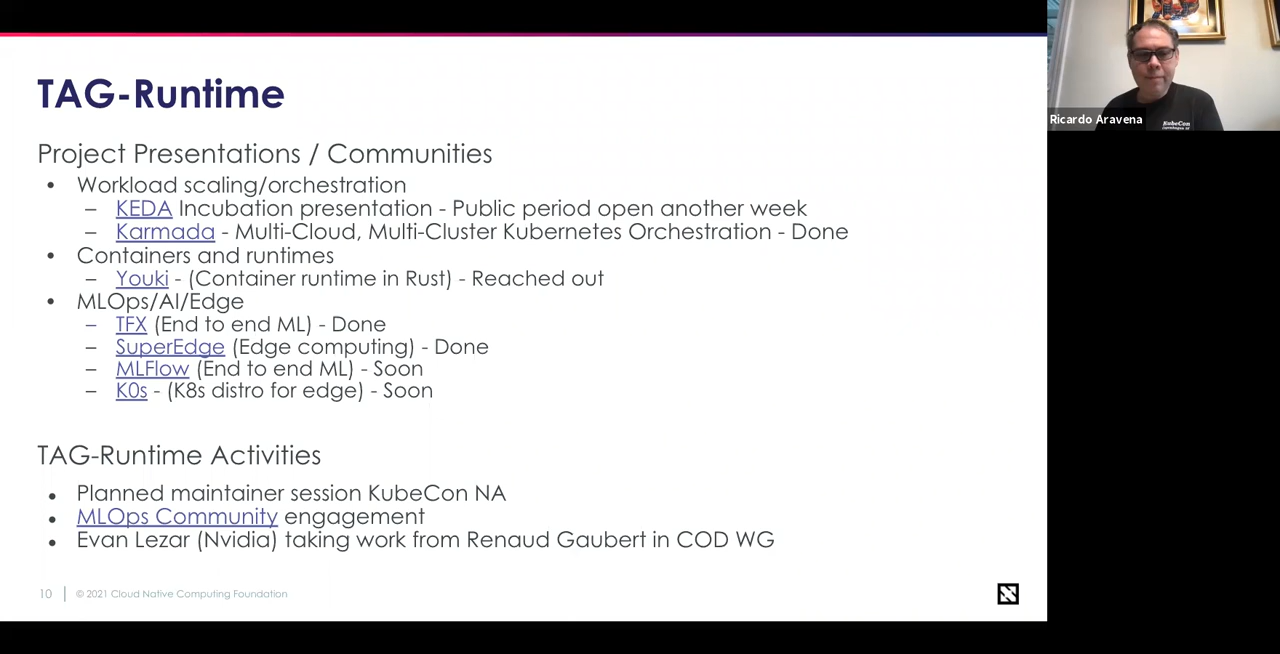 TAG-Runtime
Project Presentations / Communities
• Workload scaling/orchestration
– KEDA Incubation presentation - Public period open another week
– Karmada - Multi-Cloud, Multi-Cluster Kubernetes Orchestration - Done
• Containers and runtimes
– Youki - (Container runtime in Rust) - Reached out
• MLOps/AI/Edge
– TFX (End to end ML) - Done
– SuperEdge (Edge computing) - Done
– MLFlow (End to end ML) - Soon
– K0s - (K8s distro for edge) - Soon
TAG-Runtime Activities
• Planned maintainer session KubeCon NA
• MLOps Community engagement
• Evan Lezar (Nvidia) taking work from Renaud Gaubert in COD WG
10 | © 2021 Cloud Native Computing Foundation
Ricardo Aravena
KubeCon